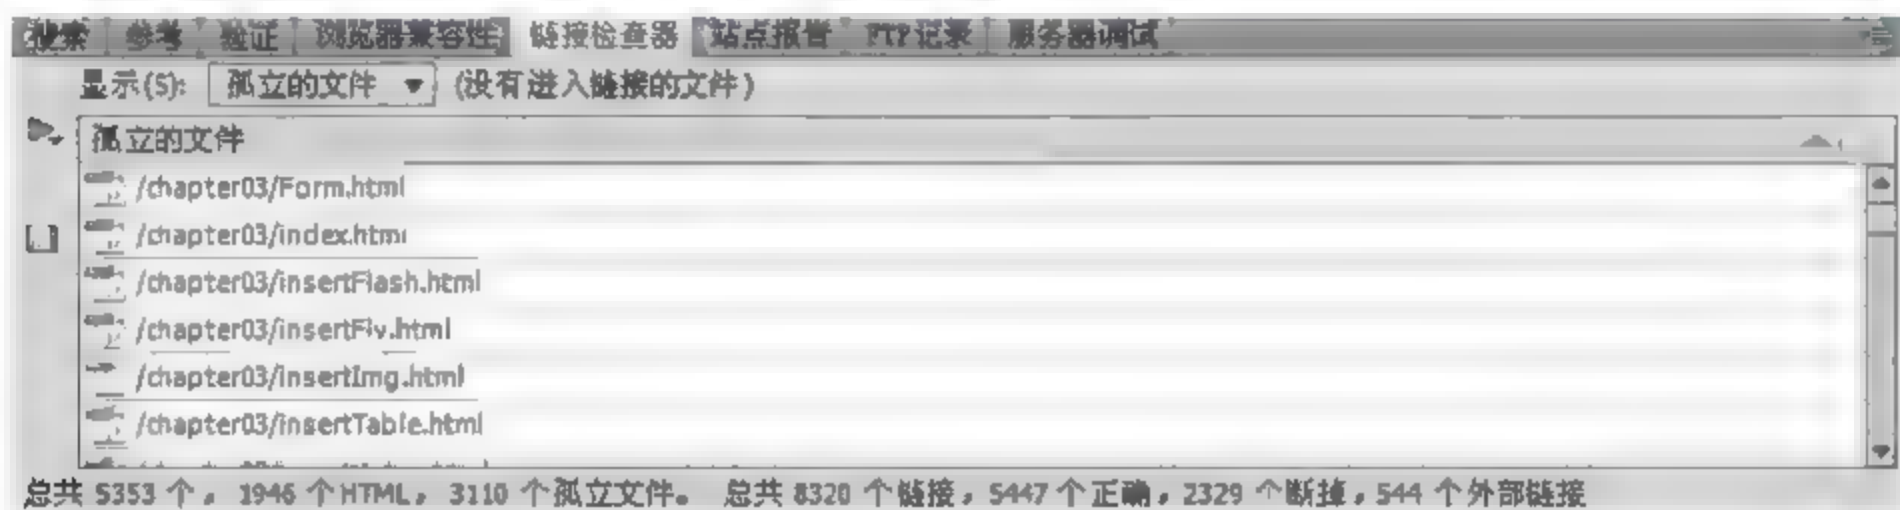 搜索 参考 验证 浏览器兼容性 链接检查器 站点报告 FTP记录 服务器调试
显示(S): 孤立的文件 (没有进入链接的文件)
孤立的文件
/chapter03/Form.html
/chapter03/index.html
/chapter03/insertFlash.html
/chapter03/insertFlv.html
/chapter03/insertImg.html
/chapter03/insertTable.html
总共 5353 个，1946 个HTML，3110 个孤立文件。 总共 8320 个链接，5447 个正确，2329 个断掉，544 个外部链接